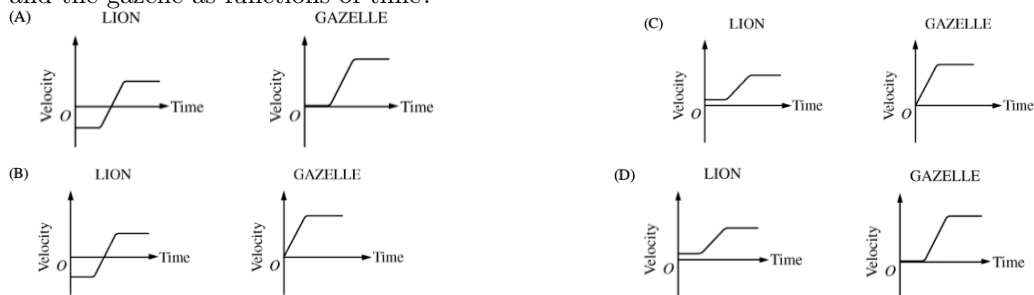 and the gazelle as functions of time?
(A) LION GAZELLE
Velocity O Time
Velocity O Time
(C) LION GAZELLE
Velocity O Time
Velocity O Time
(B) LION GAZELLE
Velocity O Time
Velocity O Time
(D) LION GAZELLE
Velocity O Time
Velocity O Time